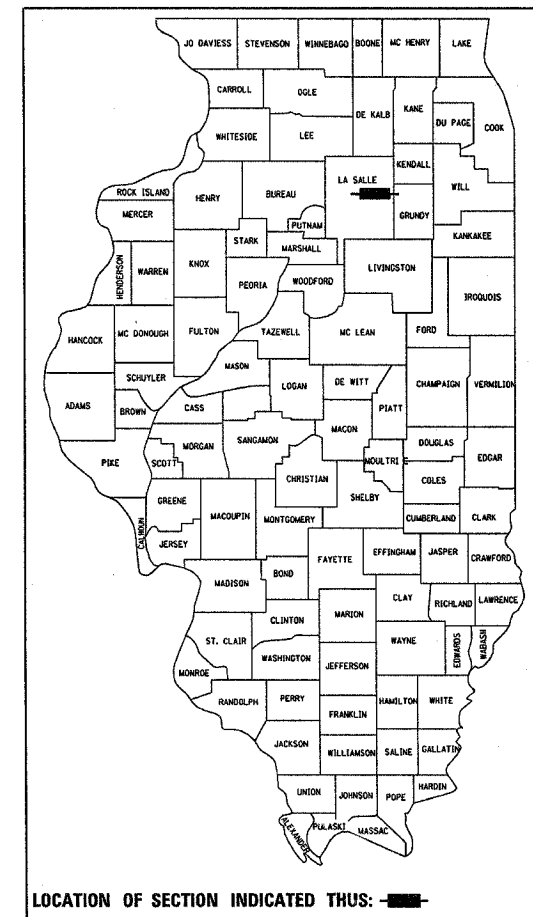 JO DAVIESS STEVENSON WINNEBAGO BOONE MC HENRY LAKE
CARROLL OGLE
DE KALB KANE
DU PAGE COOK
WHITESIDE LEE
KENDALL
LA SALLE WILL
ROCK ISLAND HENRY BUREAU
GRUNDY
MERCER PUTNAM
STARK KANKAKEE
MARSHALL
HENDERSON WARREN KNOX LIVINGSTON
PEORIA WOODFORD IROQUOIS
HANCOCK MC DONOUGH FULTON TAZEWELL MC LEAN FORD
MASON
SCHUYLER LOGAN DE WITT CHAMPAIGN VERMILION
ADAMS BROWN CASS PIATT
MACON
MORGAN SANGAMON DOUGLAS
PIKE SCOTT MOULTRI EDGAR
CHRISTIAN COLES
SHELBY
GREENE MACOUPIN MONTGOMERY CUMBERLAND CLARK
CALHOUN JERSEY
FAYETTE EFFINGHAM JASPER CRAWFORD
MADISON BOND
CLAY RICHLAND LAWRENCE
CLINTON MARION
ST. CLAIR WAYNE EDWARDS WABASH
WASHINGTON JEFFERSON
MONROE
RANDOLPH PERRY HAMILTON WHITE
FRANKLIN
JACKSON WILLIAMSON SALINE GALLATIN
UNION JOHNSON POPE HARDIN
ALEXANDER PULASKI MASSAC
LOCATION OF SECTION INDICATED THUS: